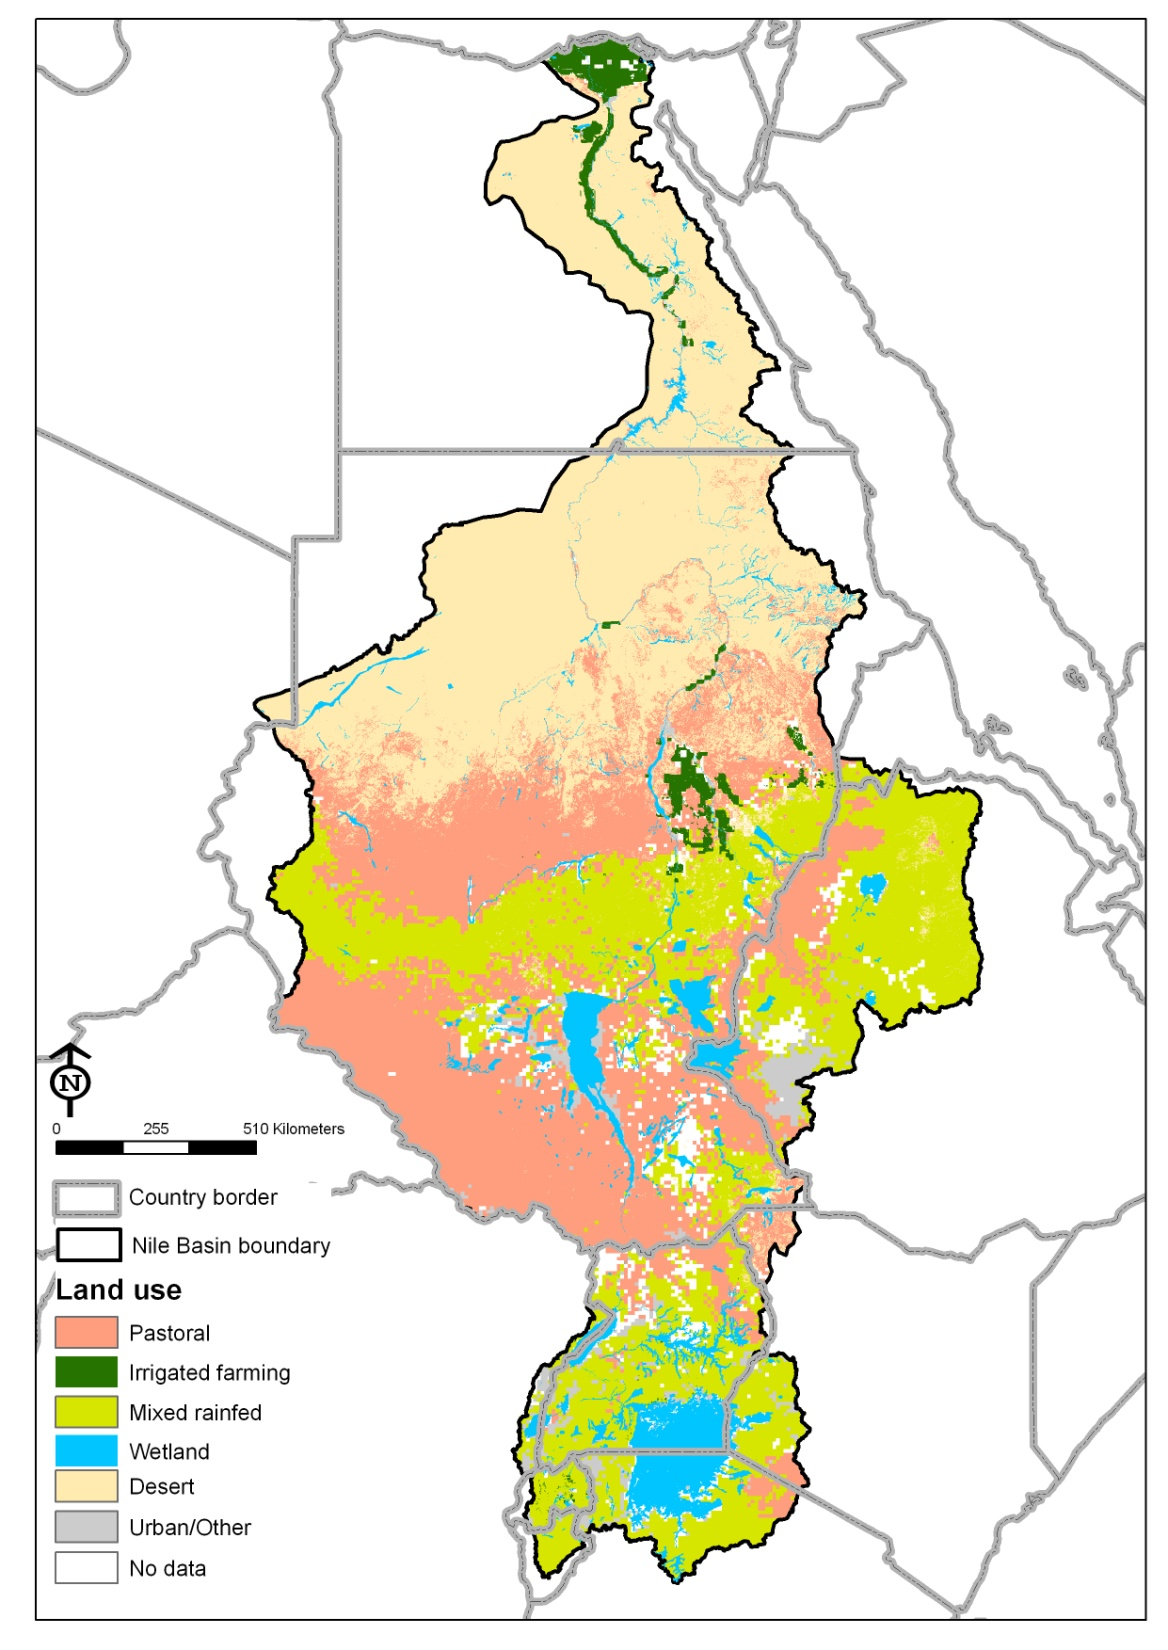 N
0 255 510 Kilometers
Country border
Nile Basin boundary
Land use
Pastoral
Irrigated farming
Mixed rainfed
Wetland
Desert
Urban/Other
No data